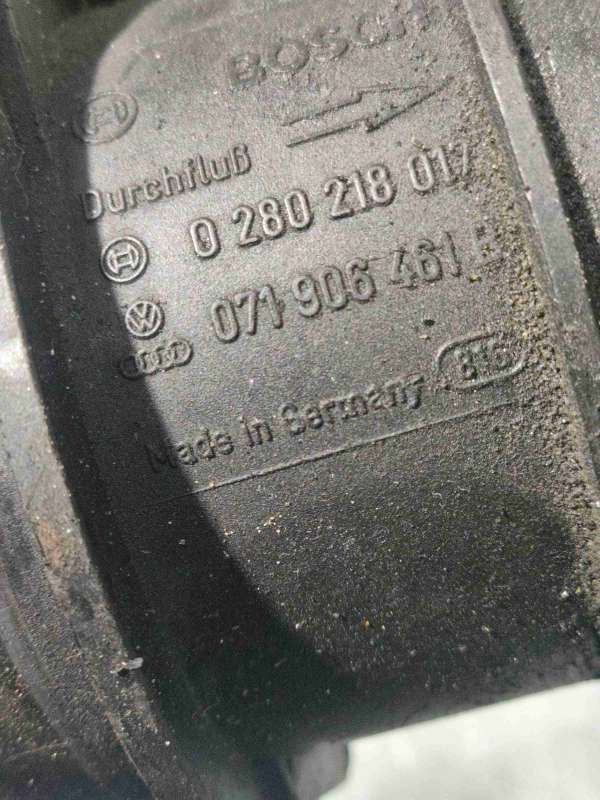 BOSCH
Durchfluß
0 280 218 017
071 906 461
Made in Germany